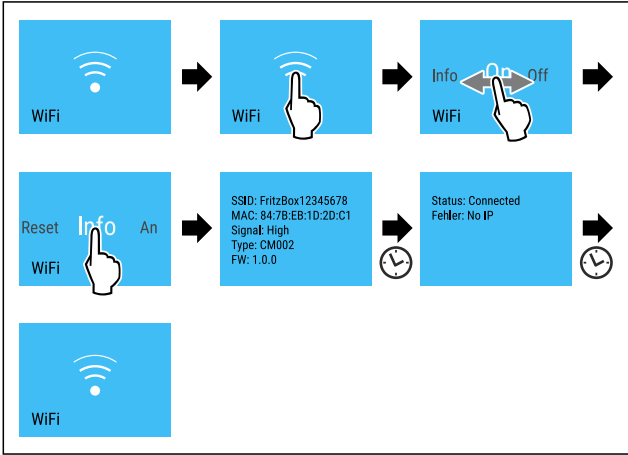 WiFi
WiFi
Info On Off
WiFi
Reset Info An
WiFi
SSID: FritzBox12345678
MAC: 84:7B:EB:1D:2D:C1
Signal: High
Type: CM002
FW: 1.0.0
Status: Connected
Fehler: No IP
WiFi